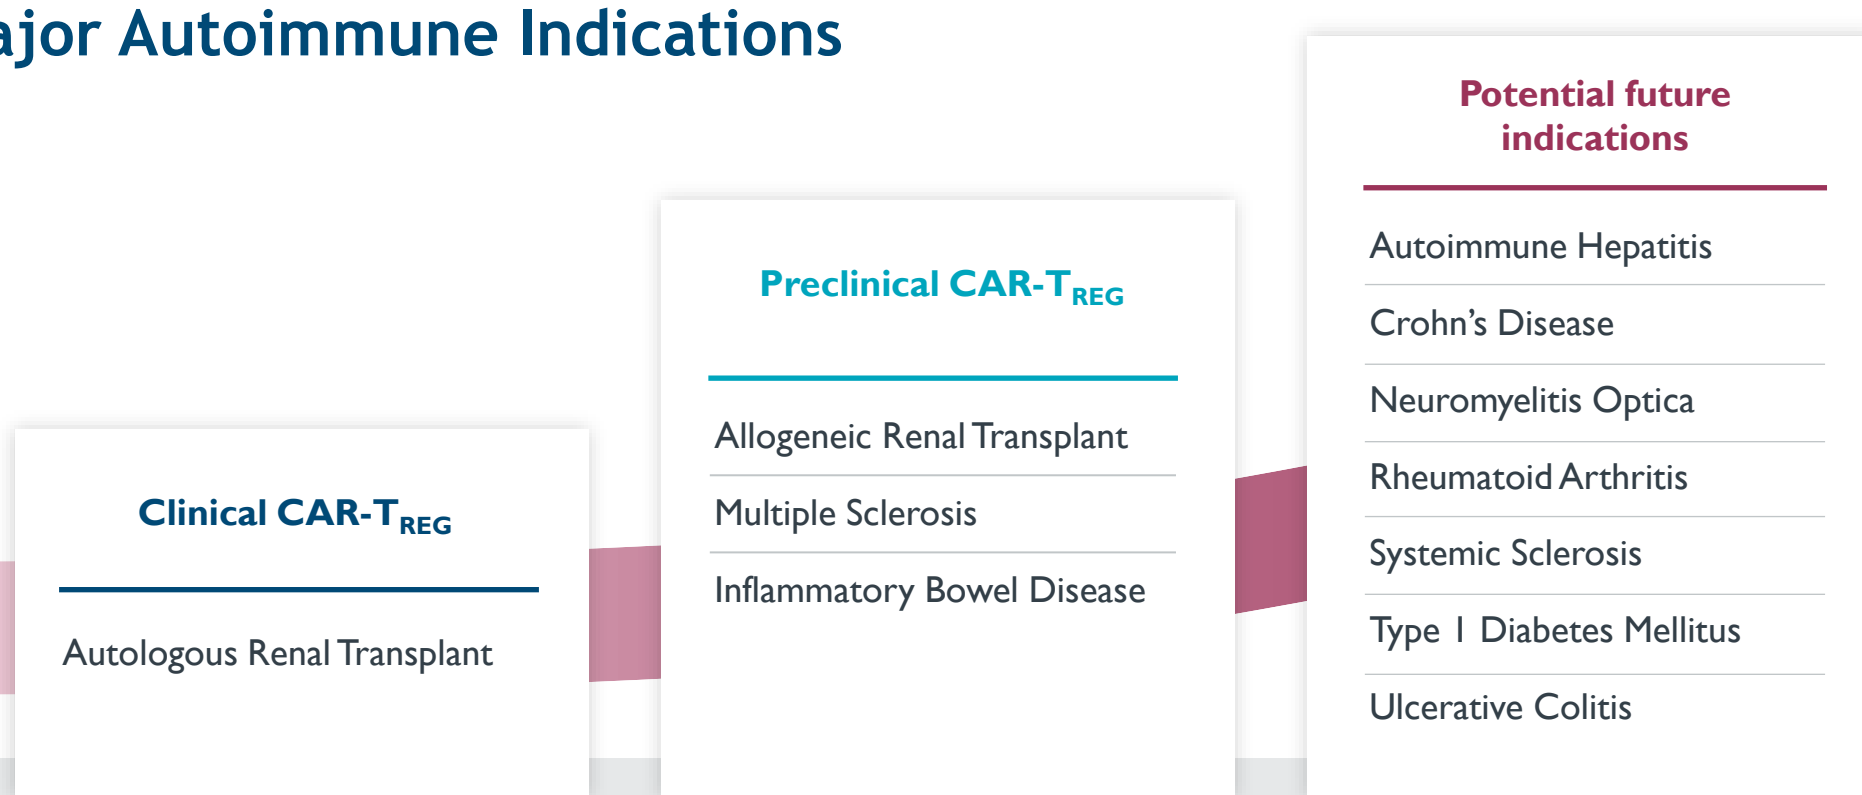 ajor Autoimmune Indications
Clinical CAR-TREG
Autologous Renal Transplant
Preclinical CAR-TREG
Allogeneic Renal Transplant
Multiple Sclerosis
Inflammatory Bowel Disease
Potential future
indications
Autoimmune Hepatitis
Crohn’s Disease
Neuromyelitis Optica
Rheumatoid Arthritis
Systemic Sclerosis
Type 1 Diabetes Mellitus
Ulcerative Colitis